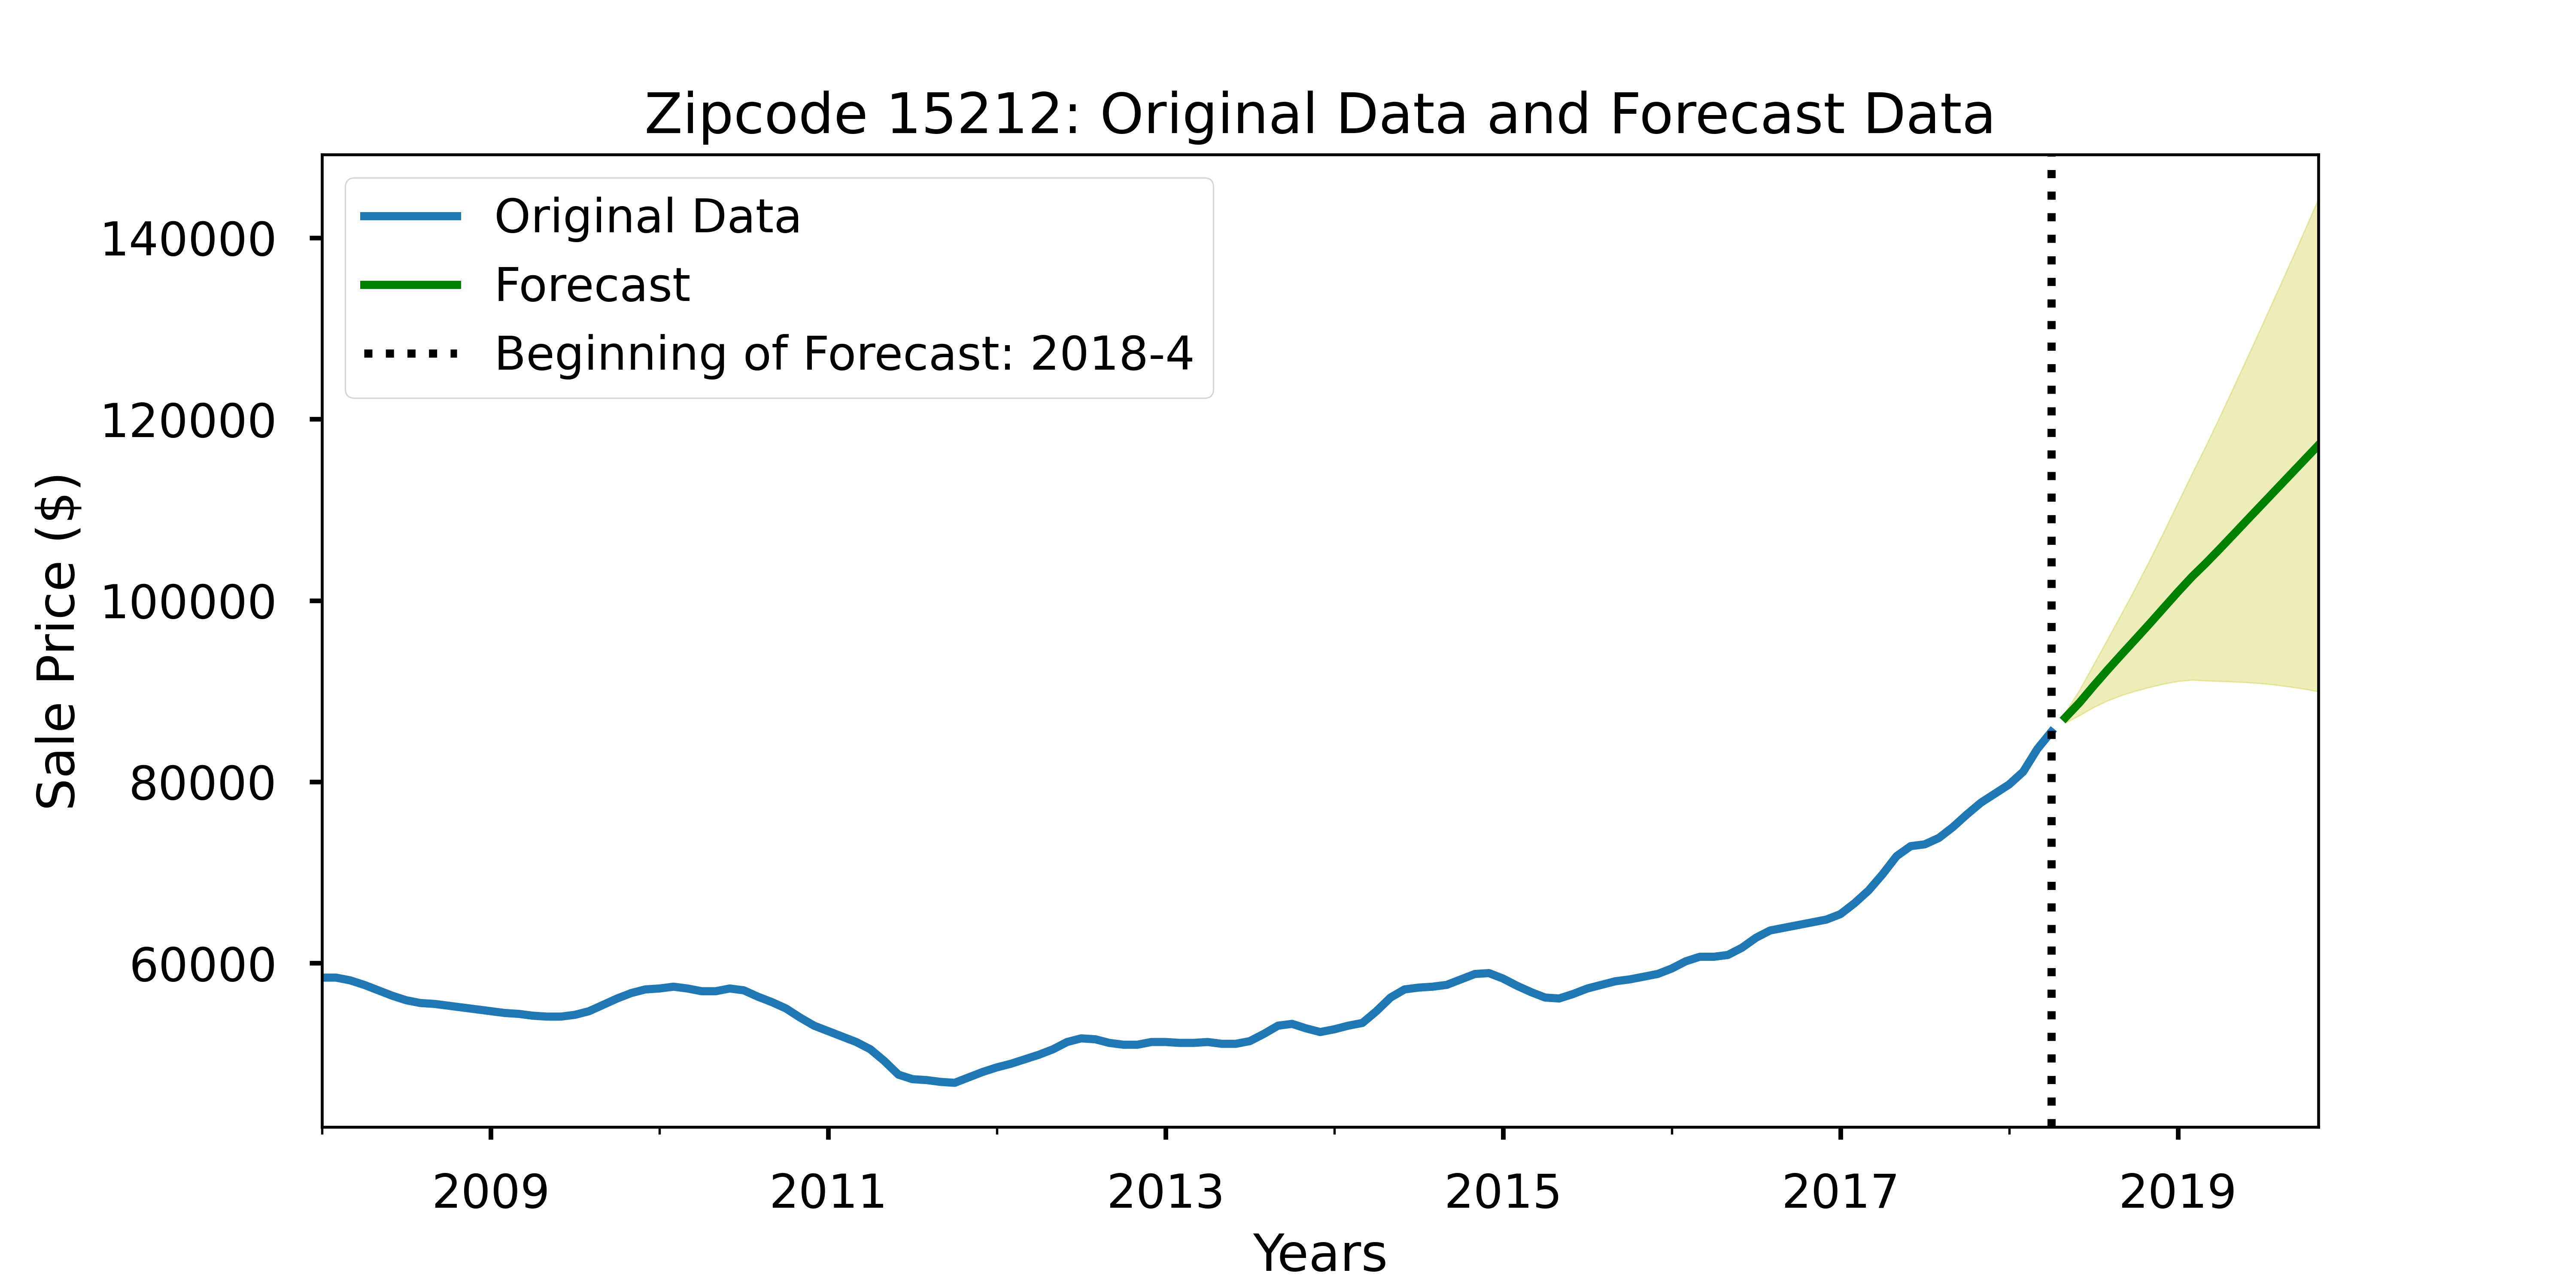 Zipcode 15212: Original Data and Forecast Data
Original Data
Forecast
Beginning of Forecast: 2018-4
Sale Price ($)
140000
120000
100000
80000
60000
2009 2011 2013 2015 2017 2019
Years